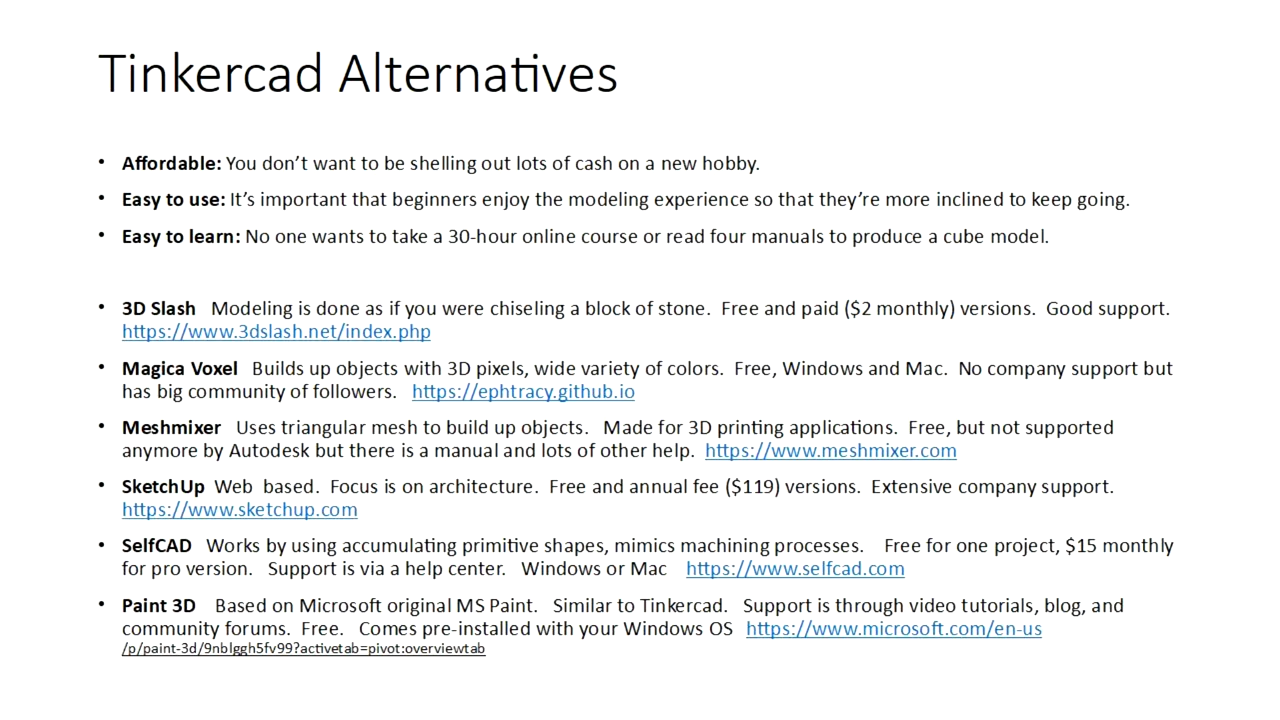 Tinkercad Alternatives
• Affordable: You don’t want to be shelling out lots of cash on a new hobby.
• Easy to use: It’s important that beginners enjoy the modeling experience so that they’re more inclined to keep going.
• Easy to learn: No one wants to take a 30-hour online course or read four manuals to produce a cube model.
• 3D Slash   Modeling is done as if you were chiseling a block of stone.  Free and paid ($2 monthly) versions.  Good support.
https://www.3dslash.net/index.php
• Magica Voxel   Builds up objects with 3D pixels, wide variety of colors.  Free, Windows and Mac.  No company support but
has big community of followers.   https://ephtracy.github.io
• Meshmixer   Uses triangular mesh to build up objects.   Made for 3D printing applications.  Free, but not supported
anymore by Autodesk but there is a manual and lots of other help.  https://www.meshmixer.com
• SketchUp  Web  based.  Focus is on architecture.  Free and annual fee ($119) versions.  Extensive company support.
https://www.sketchup.com
• SelfCAD   Works by using accumulating primitive shapes, mimics machining processes.    Free for one project, $15 monthly
for pro version.   Support is via a help center.   Windows or Mac    https://www.selfcad.com
• Paint 3D    Based on Microsoft original MS Paint.   Similar to Tinkercad.   Support is through video tutorials, blog, and
community forums.  Free.   Comes pre-installed with your Windows OS   https://www.microsoft.com/en-us
/p/paint-3d/9nblggh5fv99?activetab=pivot:overviewtab